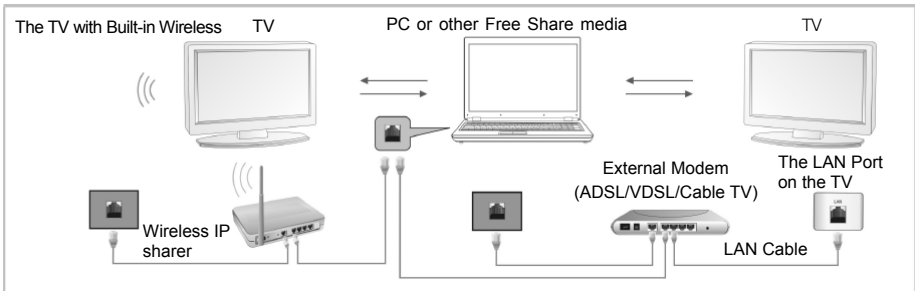 The TV with Built-in Wireless TV
PC or other Free Share media
TV
External Modem
(ADSL/VDSL/Cable TV)
The LAN Port
on the TV
LAN
Wireless IP
sharer
LAN Cable